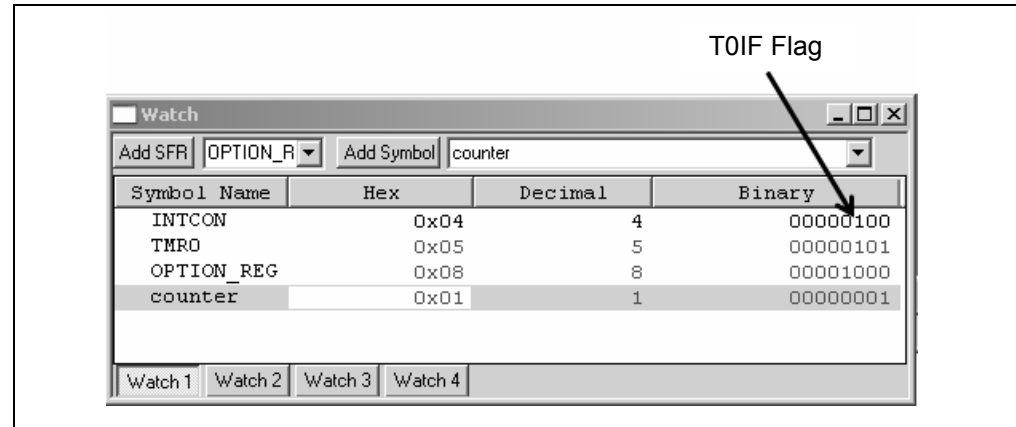 T0IF Flag
Watch
Add SFR OPTION_R Add Symbol counter
Symbol Name Hex Decimal Binary
INTCON 0x04 4 00000100
TMR0 0x05 5 00000101
OPTION_REG 0x08 8 00001000
counter 0x01 1 00000001
Watch 1 Watch 2 Watch 3 Watch 4